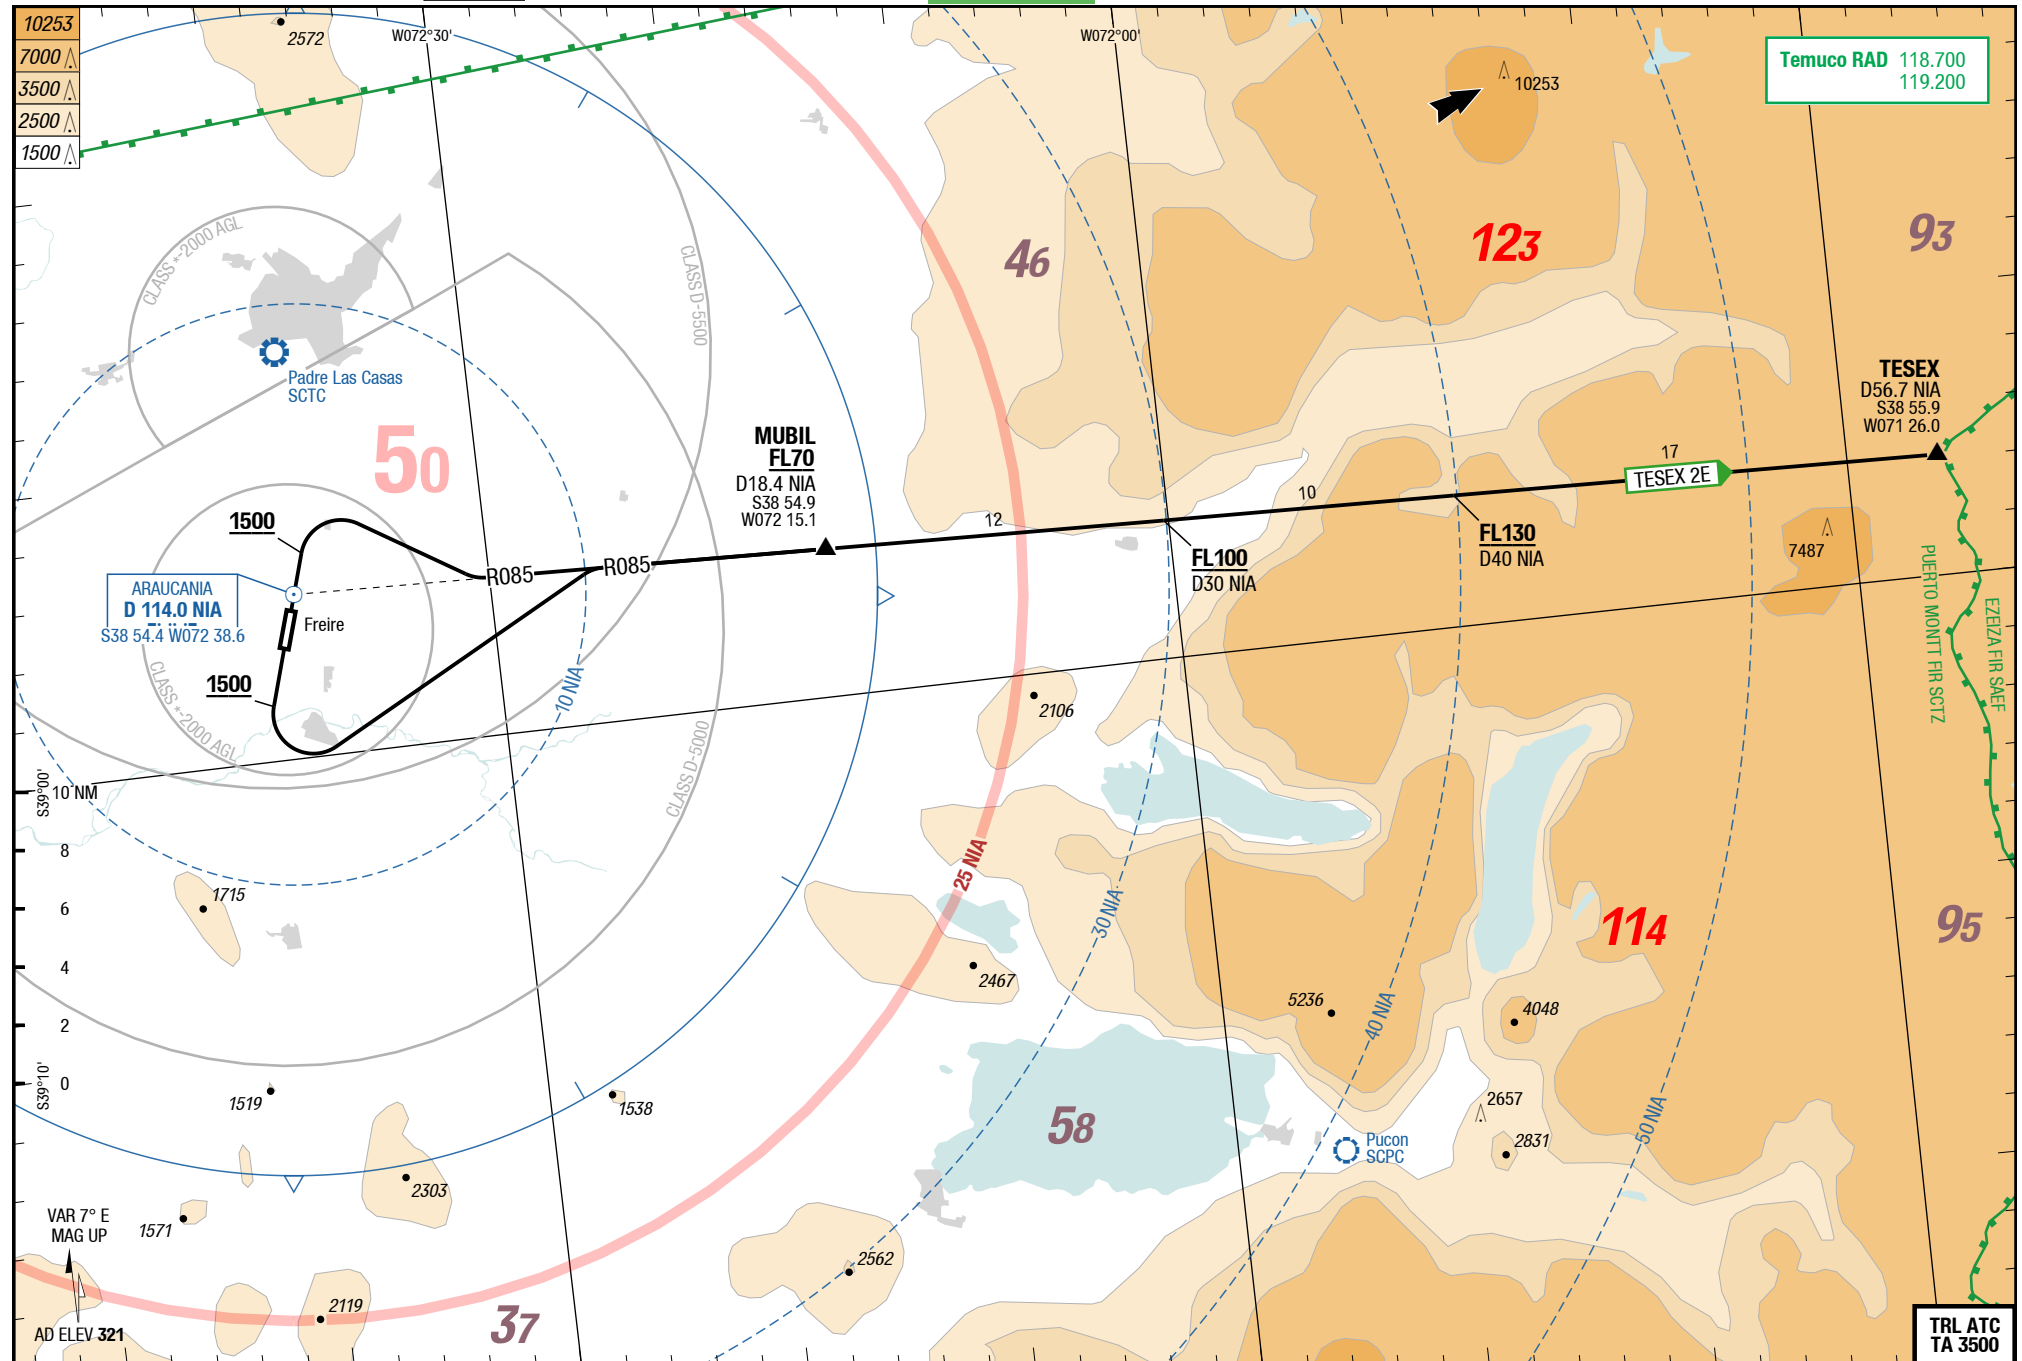 10253
7000
3500
2500
1500
2572
W072°30'
W072°00'
10253
Temuco RAD 118.700
119.200
CLASS *-2000 AGL
CLASS D-5500
46
123
93
Padre Las Casas
SCTC
50
MUBIL
FL70
D18.4 NIA
S38 54.9
W072 15.1
TESEX
D56.7 NIA
S38 55.9
W071 26.0
17
TESEX 2E
10
12
1500
R085
R085
FL100
D30 NIA
FL130
D40 NIA
7487
ARAUCANIA
D 114.0 NIA
S38 54.4 W072 38.6
Freire
1500
CLASS *-2000 AGL
10 NIA
CLASS D-5000
2106
PUERTO MONTT FIR SCTZ
EZEIZA FIR SAEF
S39°00'
10 NM
8
6
4
2
0
S39°10'
1715
25 NIA
30 NIA
2467
40 NIA
50 NIA
114
95
5236
4048
1519
1538
58
2657
2831
Pucon
SCPC
2303
1571
2562
2119
37
VAR 7° E
MAG UP
AD ELEV 321
TRL ATC
TA 3500